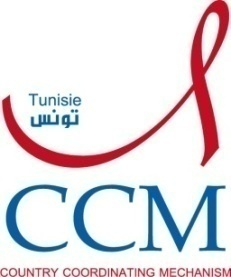 Tunisie
تونس
CCM
COUNTRY COORDINATING MECHANISM